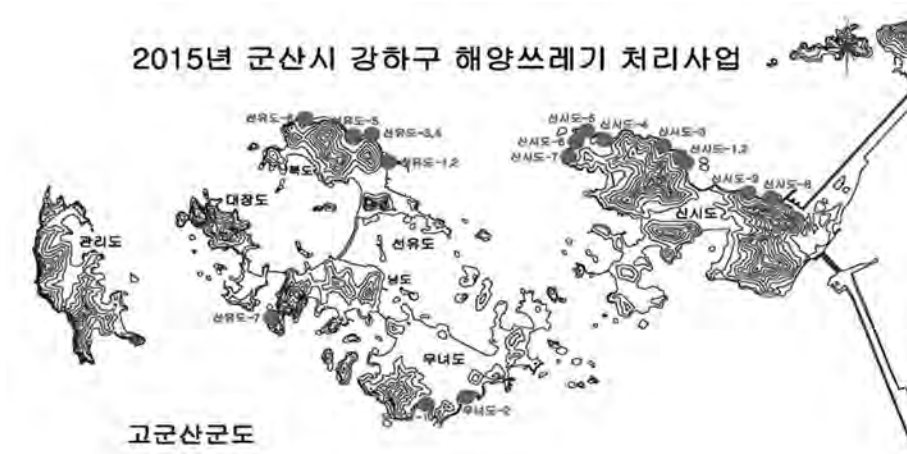 2015년 군산시 강하구 해양쓰레기 처리사업
선유도-6
선유도-5
선유도-3,4
선유도-1,2
북도
대장도
관리도
선유도
남도
선유도-7
무녀도
무녀도-2
신시도-5
신시도-4
신시도-6
신시도-3
신시도-7
신시도-1,2
신시도-9
신시도-8
신시도
고군산군도